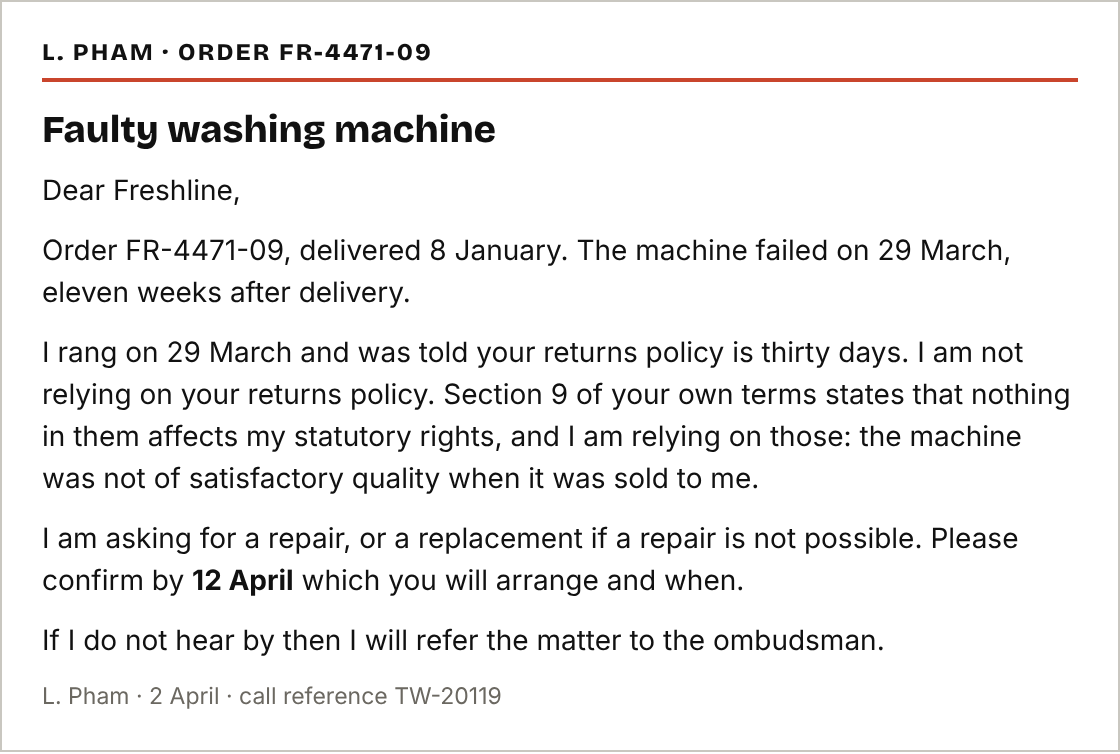 L. PHAM · ORDER FR-4471-09
Faulty washing machine
Dear Freshline,
Order FR-4471-09, delivered 8 January. The machine failed on 29 March,
eleven weeks after delivery.
I rang on 29 March and was told your returns policy is thirty days. I am not
relying on your returns policy. Section 9 of your own terms states that nothing
in them affects my statutory rights, and I am relying on those: the machine
was not of satisfactory quality when it was sold to me.
I am asking for a repair, or a replacement if a repair is not possible. Please
confirm by 12 April which you will arrange and when.
If I do not hear by then I will refer the matter to the ombudsman.
L. Pham · 2 April · call reference TW-20119